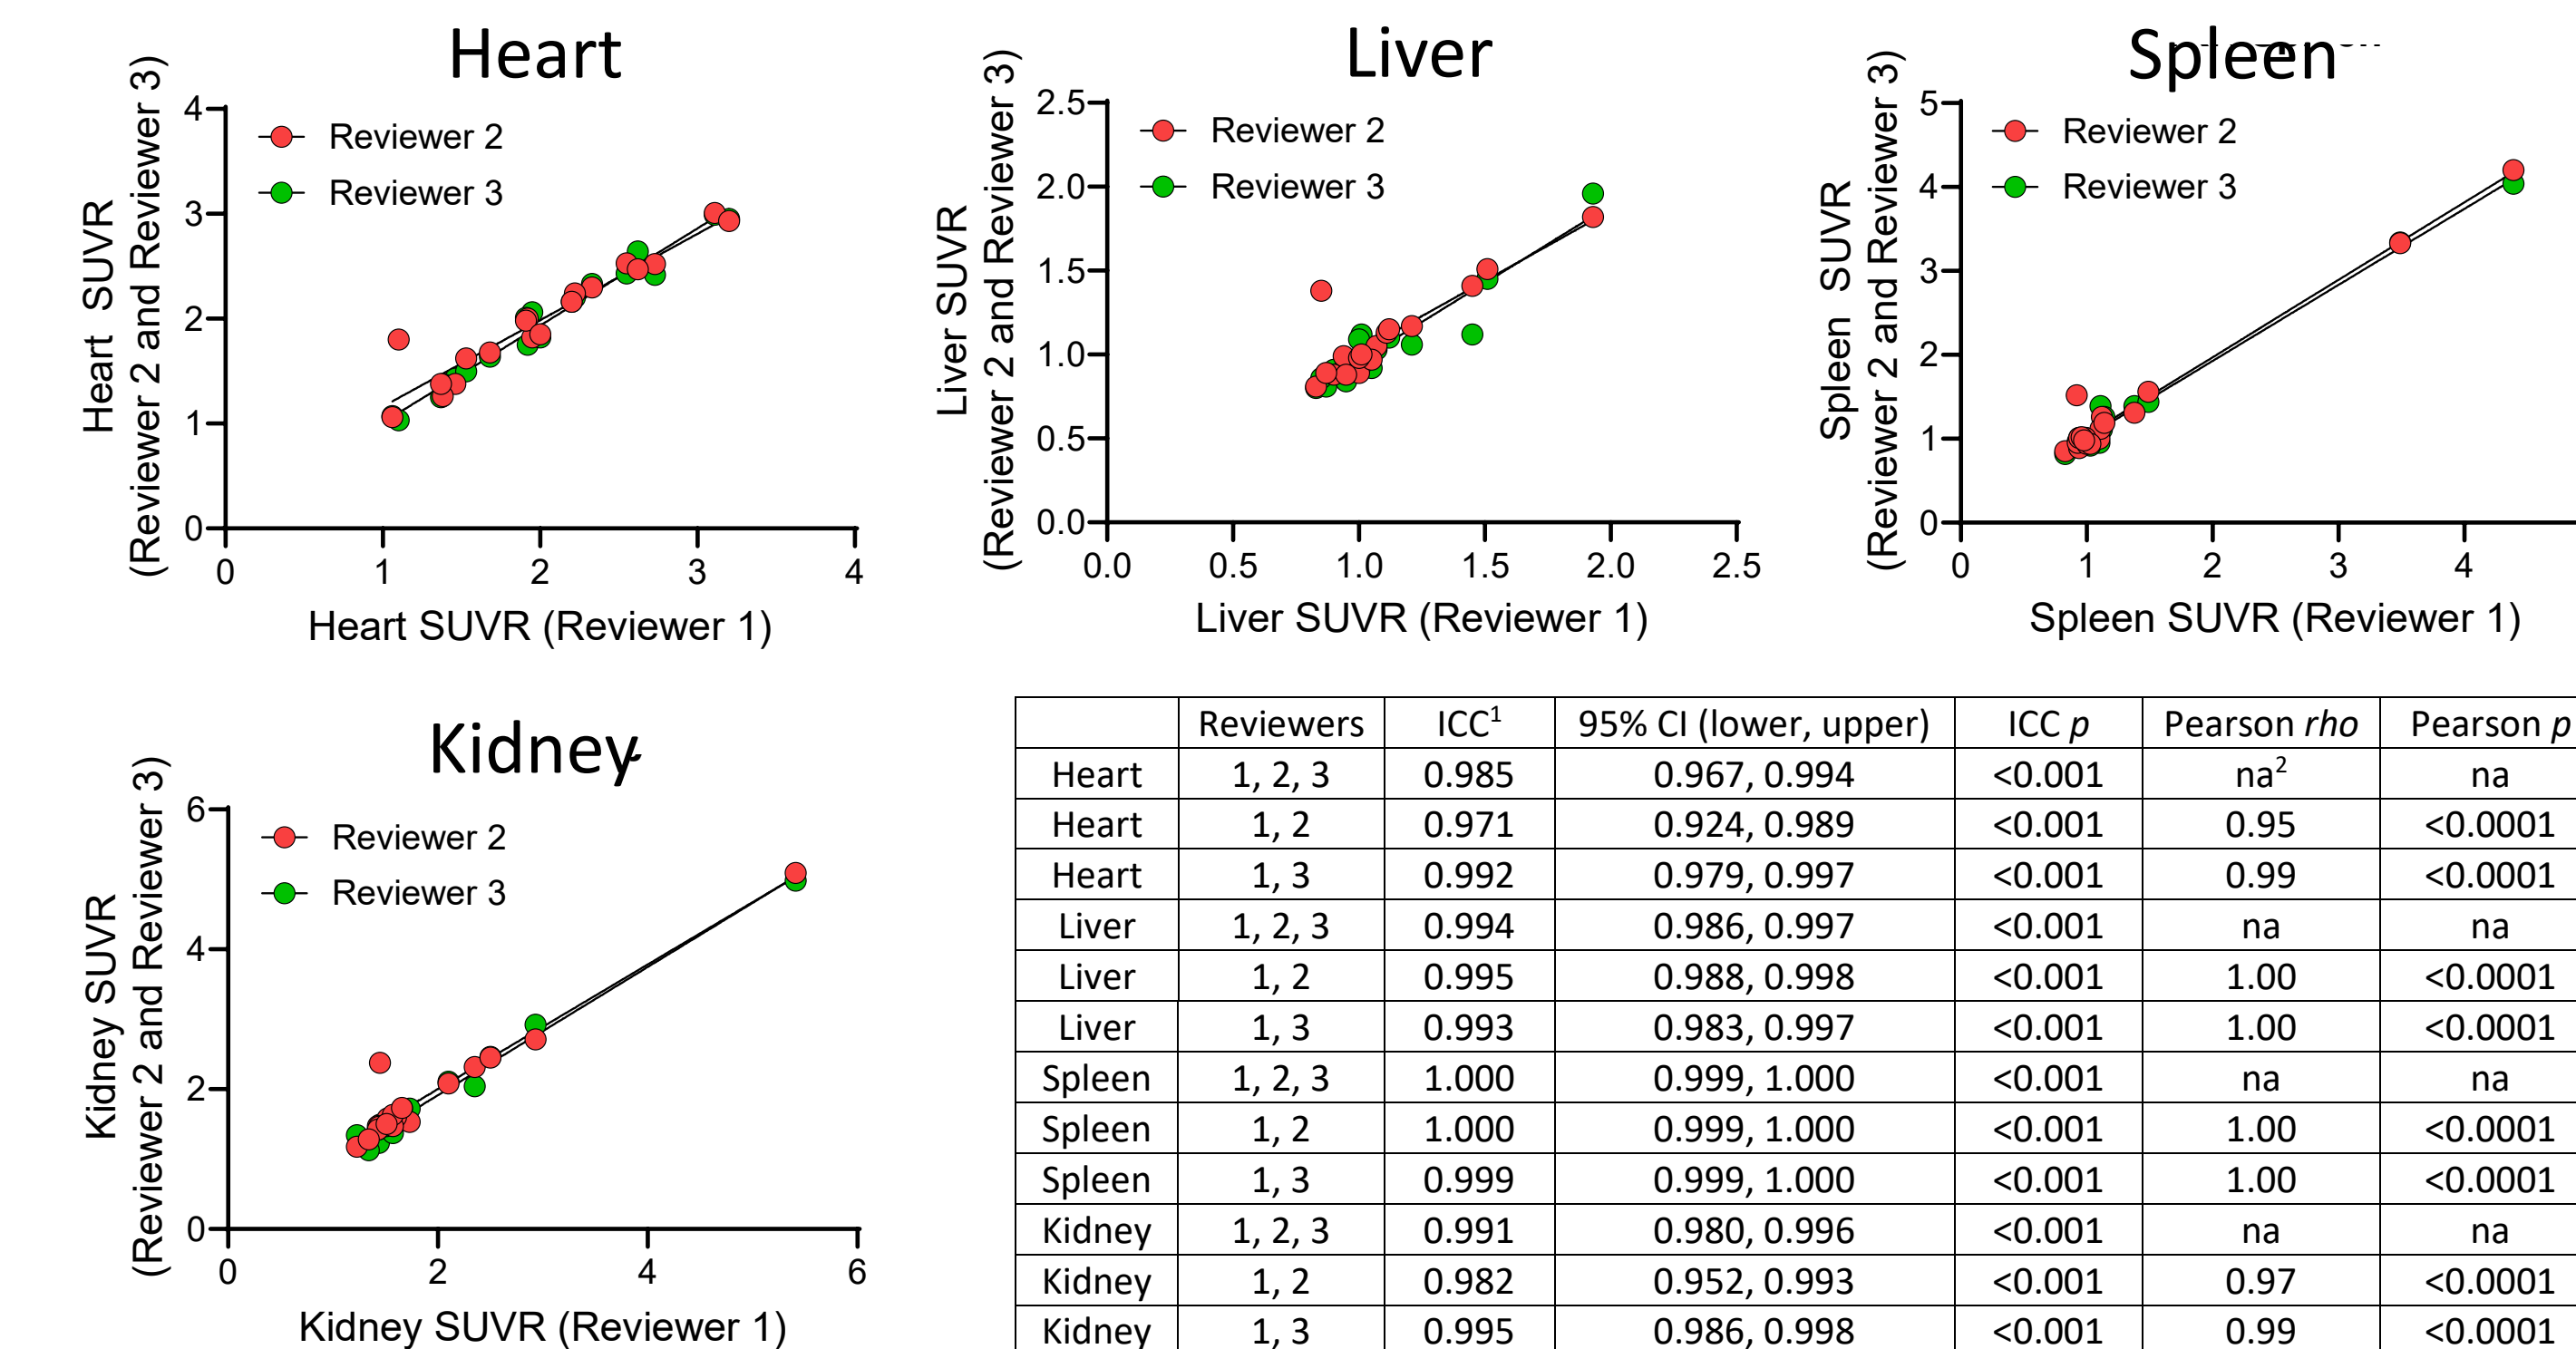 Heart
Heart SUVR
(Reviewer 2 and Reviewer 3)
4
3
2
1
0
Reviewer 2
Reviewer 3
0 1 2 3 4
Heart SUVR (Reviewer 1)
Liver
Liver SUVR
(Reviewer 2 and Reviewer 3)
2.5
2.0
1.5
1.0
0.5
0.0
Reviewer 2
Reviewer 3
0.0 0.5 1.0 1.5 2.0 2.5
Liver SUVR (Reviewer 1)
Spleen
Spleen SUVR
(Reviewer 2 and Reviewer 3)
5
4
3
2
1
0
Reviewer 2
Reviewer 3
0 1 2 3 4
Spleen SUVR (Reviewer 1)
Kidney
Kidney SUVR
(Reviewer 2 and Reviewer 3)
6
4
2
0
Reviewer 2
Reviewer 3
0 2 4 6
Kidney SUVR (Reviewer 1)
Reviewers ICC¹ 95% CI (lower, upper) ICC p Pearson rho Pearson p
Heart 1, 2, 3 0.985 0.967, 0.994 <0.001 na² na
Heart 1, 2 0.971 0.924, 0.989 <0.001 0.95 <0.0001
Heart 1, 3 0.992 0.979, 0.997 <0.001 0.99 <0.0001
Liver 1, 2, 3 0.994 0.986, 0.997 <0.001 na na
Liver 1, 2 0.995 0.988, 0.998 <0.001 1.00 <0.0001
Liver 1, 3 0.993 0.983, 0.997 <0.001 1.00 <0.0001
Spleen 1, 2, 3 1.000 0.999, 1.000 <0.001 na na
Spleen 1, 2 1.000 0.999, 1.000 <0.001 1.00 <0.0001
Spleen 1, 3 0.999 0.999, 1.000 <0.001 1.00 <0.0001
Kidney 1, 2, 3 0.991 0.980, 0.996 <0.001 na na
Kidney 1, 2 0.982 0.952, 0.993 <0.001 0.97 <0.0001
Kidney 1, 3 0.995 0.986, 0.998 <0.001 0.99 <0.0001